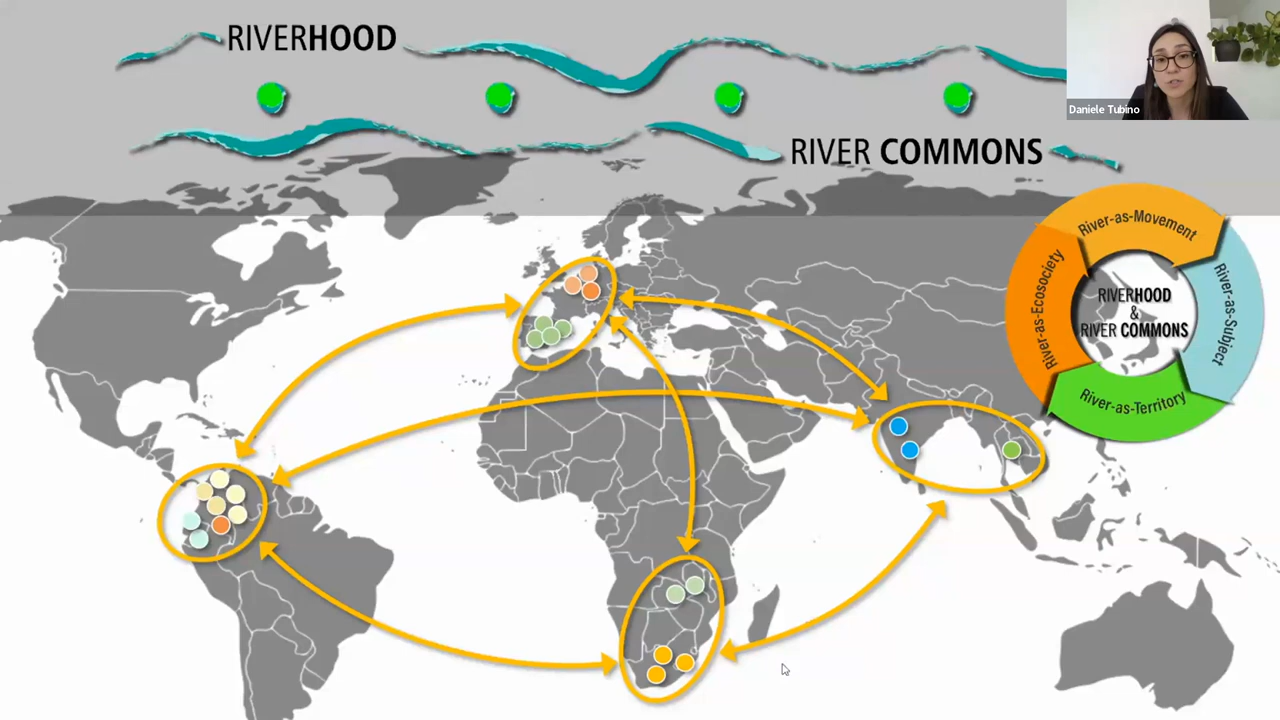 RIVERHOOD
Daniele Tubino
RIVER COMMONS
River-as-Movement
River-as-Ecosociety
River-as-Subject
RIVERHOOD
&
RIVER COMMONS
River-as-Territory